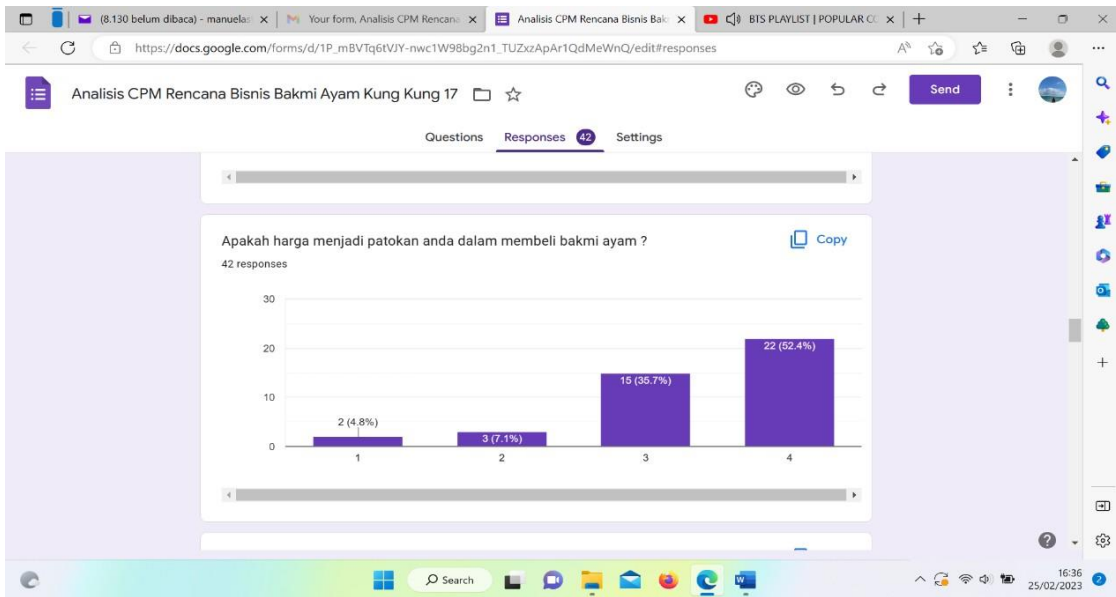 (8.130 belum dibaca) - manuelas
Your form, Analisis CPM Rencana
Analisis CPM Rencana Bisnis Bak
BTS PLAYLIST | POPULAR
https://docs.google.com/forms/d/1P_mBVTq6tVJY-nwc1W98bg2n1_TUZxzApAr1QdMeWnQ/edit#responses
Analisis CPM Rencana Bisnis Bakmi Ayam Kung Kung 17
Send
Questions Responses 42 Settings
Apakah harga menjadi patokan anda dalam membeli bakmi ayam ?
Copy
42 responses
30
20
10
0
2 (4.8%)
3 (7.1%)
15 (35.7%)
22 (52.4%)
1 2 3 4
Search
16:36
25/02/2023
2